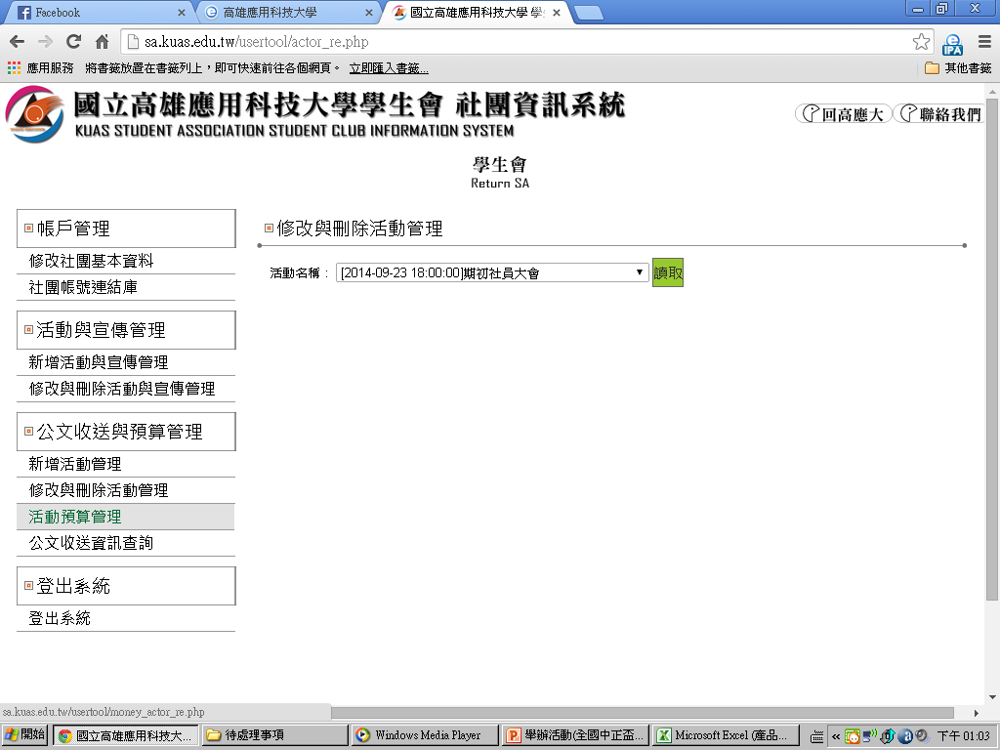 Facebook
高雄應用科技大學
國立高雄應用科技大學 學
sa.kuas.edu.tw/usertool/actor_re.php
IPA
應用服務 將書籤放置在書籤列上，即可快速前往各個網頁。 立即匯入書籤... 其他書籤
國立高雄應用科技大學學生會 社團資訊系統
KUAS STUDENT ASSOCIATION STUDENT CLUB INFORMATION SYSTEM
回高應大 聯絡我們
學生會
Return SA
帳戶管理
修改社團基本資料
社團帳號連結庫
活動與宣傳管理
新增活動與宣傳管理
修改與刪除活動與宣傳管理
公文收送與預算管理
新增活動管理
修改與刪除活動管理
活動預算管理
公文收送資訊查詢
登出系統
登出系統
修改與刪除活動管理
活動名稱： [2014-09-23 18:00:00]期初社員大會 讀取
sa.kuas.edu.tw/usertool/money_actor_re.php
開始 國立高雄應用科技大... 待處理事項 Windows Media Player 舉辦活動(全國中正盃... Microsoft Excel (產品... 下午 01:03